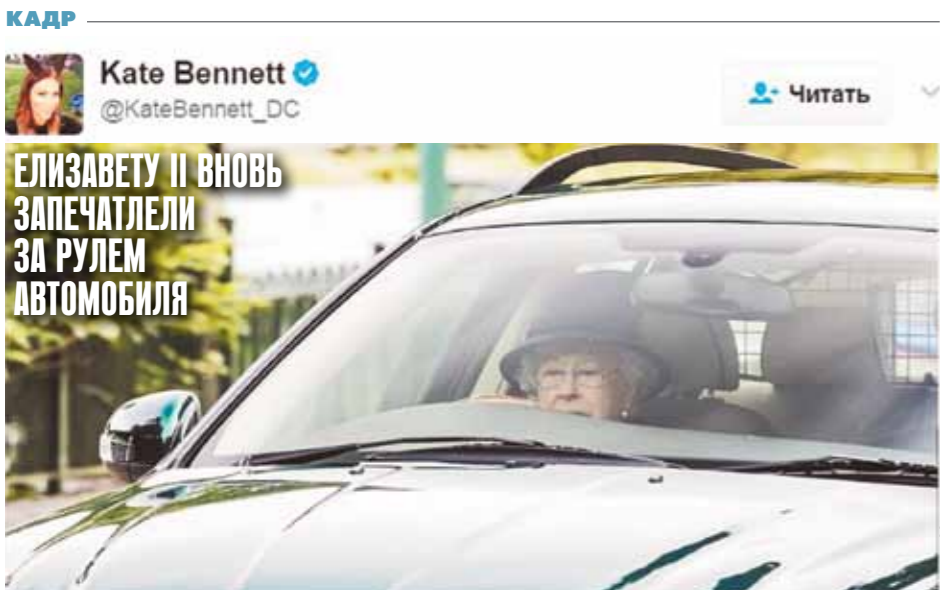 КАДР
Kate Bennett
@KateBennett_DC
Читать
ЕЛИЗАВЕТУ II ВНОВЬ
ЗАПЕЧАТЛЕЛИ
ЗА РУЛЕМ
АВТОМОБИЛЯ